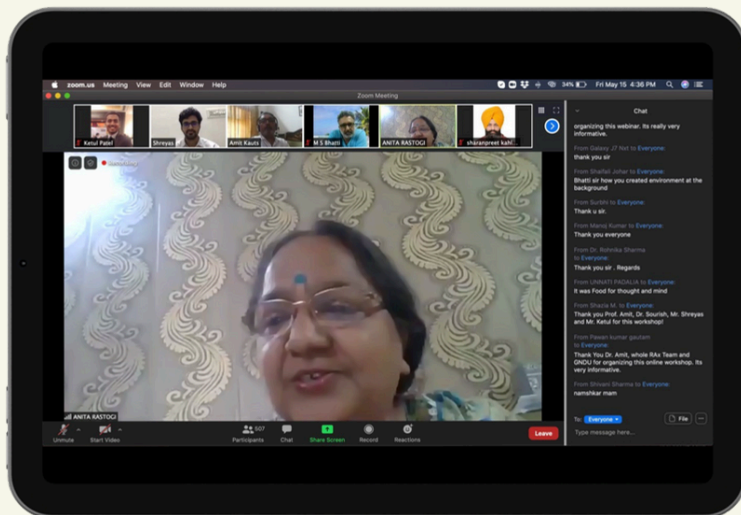 zoom.us Meeting View Edit Window Help
34% Fri May 15 4:36 PM
Zoom Meeting
Ketul Patel
Shreyas
Amit Kauts
M S Bhatti
ANITA RASTOGI
sharanpreet kahl...
ANITA RASTOGI
Unmute
Start Video
507
Participants
Chat
Share Screen
Record
Reactions
Leave
Chat
organizing this webinar. Its really very
informative.
From Galaxy J7 Net to Everyone:
thank you sir
From Shaifali Johar to Everyone:
Bhatti sir how you created environment at the
background
From Surbhi to Everyone:
Thank u sir.
From Manoj Kumar to Everyone:
Thank you everyone
From Dr. Rohnika Sharma
to Everyone:
Thank you sir . Regards
From UNNATI PADALIA to Everyone:
It was Food for thought and mind
From Shazia M. to Everyone:
Thank you Prof. Amit, Dr. Sourish, Mr. Shreyas
and Mr. Ketul for this workshop!
From Pawan kumar gautam
to Everyone:
Thank You Dr. Amit, whole RAs Team and
GNDU for organizing this online workshop. Its
very informative.
From Shivani Sharma to Everyone:
namshkar mam
To: Everyone
File
Type message here...